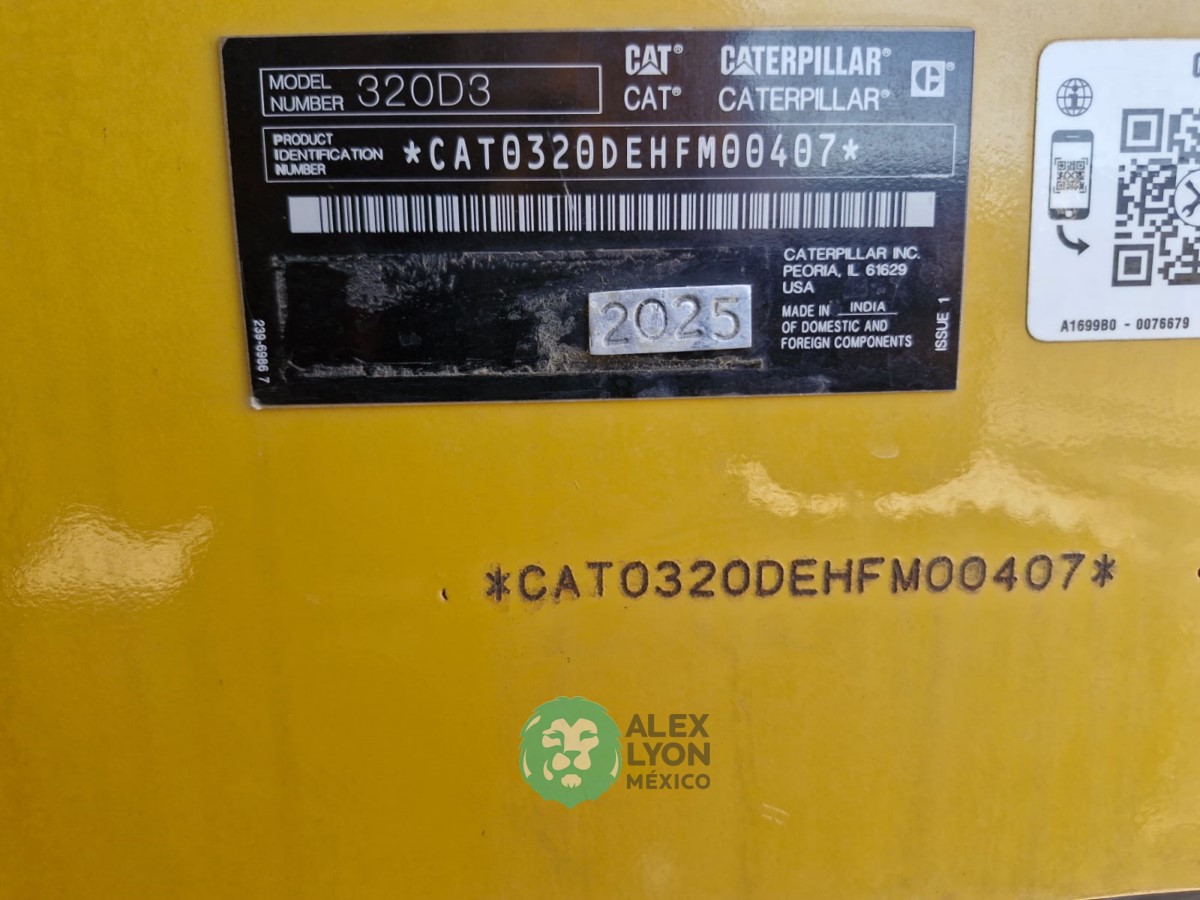 MODEL NUMBER 320D3
CAT® CATERPILLAR®
CAT® CATERPILLAR®
PRODUCT IDENTIFICATION NUMBER *CAT0320DEHFM00407*
2025
CATERPILLAR INC.
PEORIA, IL 61629
USA
MADE IN INDIA
OF DOMESTIC AND
FOREIGN COMPONENTS
ISSUE 1
239-6986 7
A1699B0 - 0076679
*CAT0320DEHFM00407*
ALEX
LYON
MÉXICO